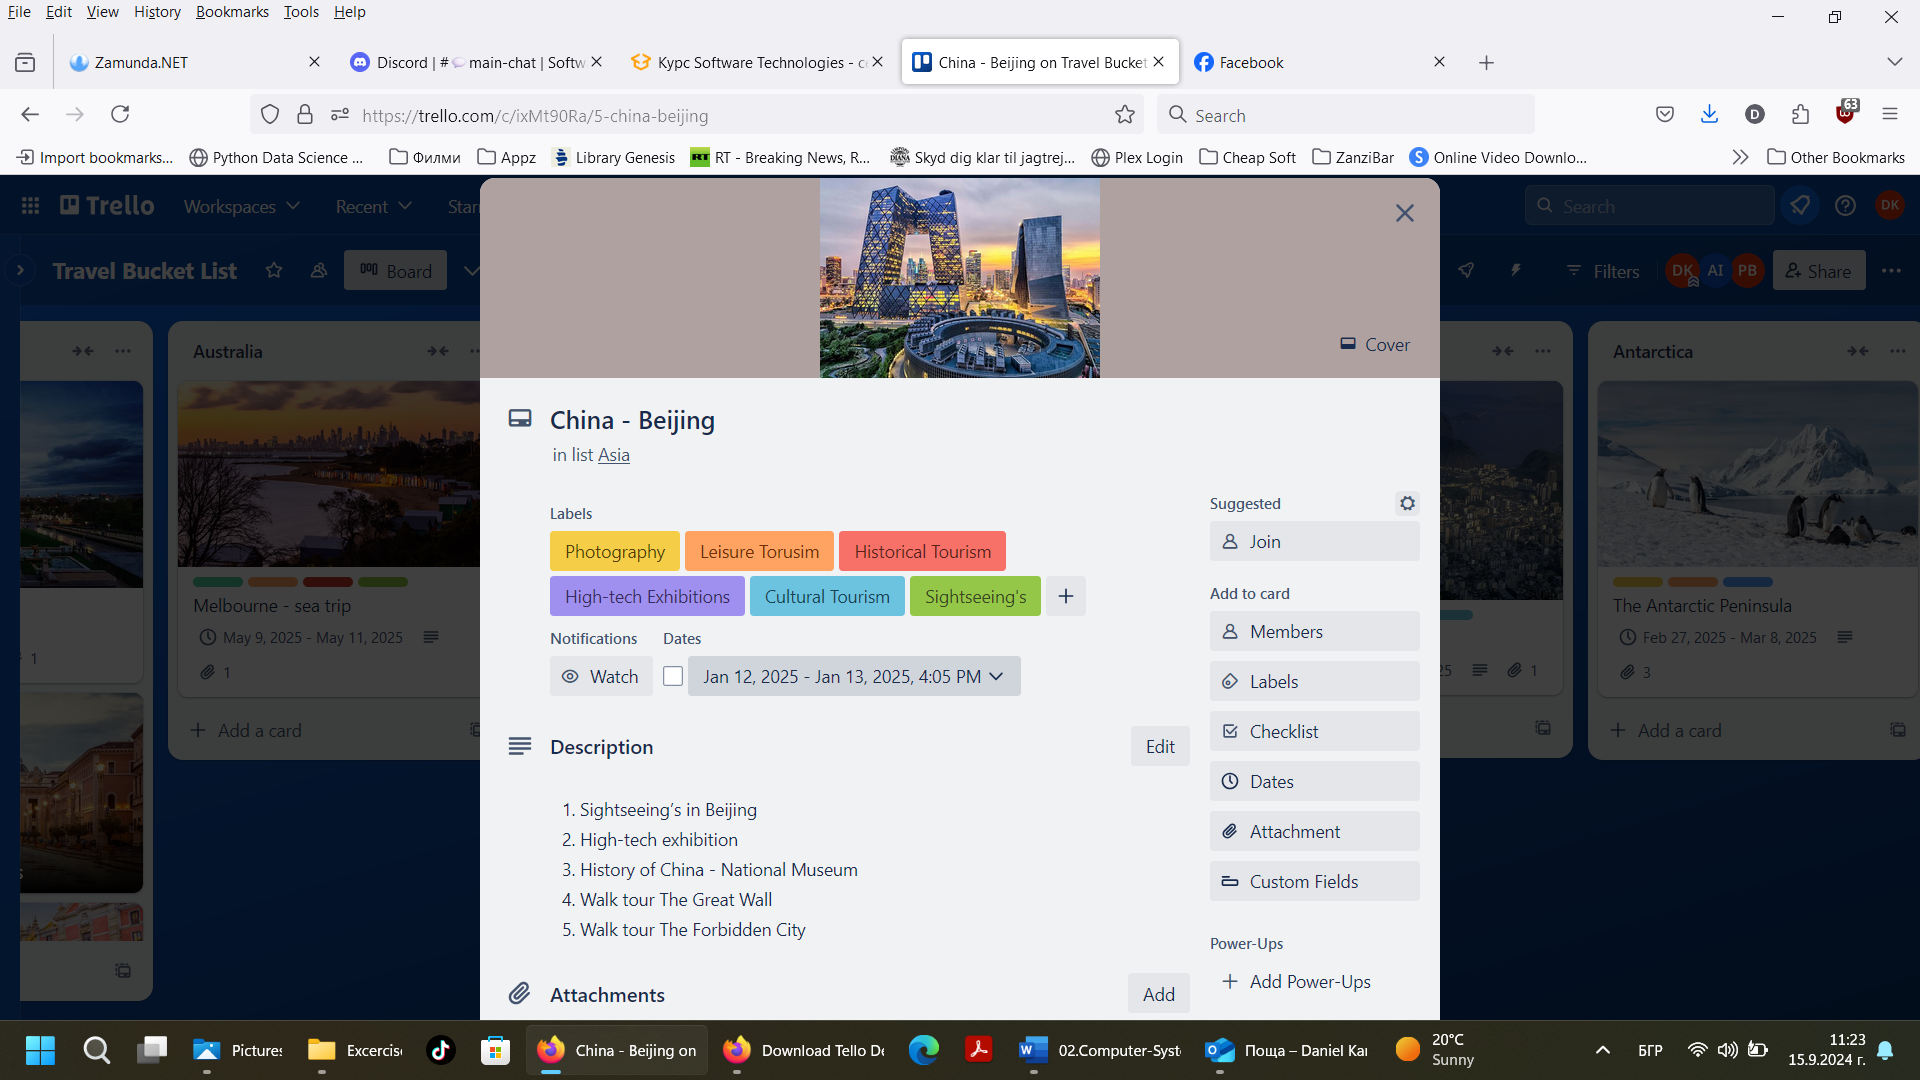 File Edit View History Bookmarks Tools Help
Zamunda.NET
Discord | # main-chat | Softw
Курс Software Technologies - с
China - Beijing on Travel Bucket
Facebook
https://trello.com/c/ixMt90Ra/5-china-beijing
Search
D
63
Import bookmarks...
Python Data Science ...
Филми
Appz
Library Genesis
RT
RT - Breaking News, R...
DIANA
Skyd dig klar til jagtrej...
Plex Login
Cheap Soft
ZanziBar
S
Online Video Downlo...
Other Bookmarks
Trello
Workspaces
Recent
Starr
Search
DK
Travel Bucket List
Board
Filters
DK
AI
PB
Share
Cover
Australia
Melbourne - sea trip
May 9, 2025 - May 11, 2025
1
Add a card
1
China - Beijing
in list Asia
Labels
Photography
Leisure Torusim
Historical Tourism
High-tech Exhibitions
Cultural Tourism
Sightseeing's
Notifications
Dates
Watch
Jan 12, 2025 - Jan 13, 2025, 4:05 PM
Description
Edit
1. Sightseeing’s in Beijing
2. High-tech exhibition
3. History of China - National Museum
4. Walk tour The Great Wall
5. Walk tour The Forbidden City
Attachments
Add
Suggested
Join
Add to card
Members
Labels
Checklist
Dates
Attachment
Custom Fields
Power-Ups
Add Power-Ups
1
Antarctica
The Antarctic Peninsula
Feb 27, 2025 - Mar 8, 2025
3
Add a card
Pictures
Excercis
China - Beijing on
Download Tello De
02.Computer-Syste
Поща – Daniel Kar
20°C
Sunny
БГР
11:23
15.9.2024 г.